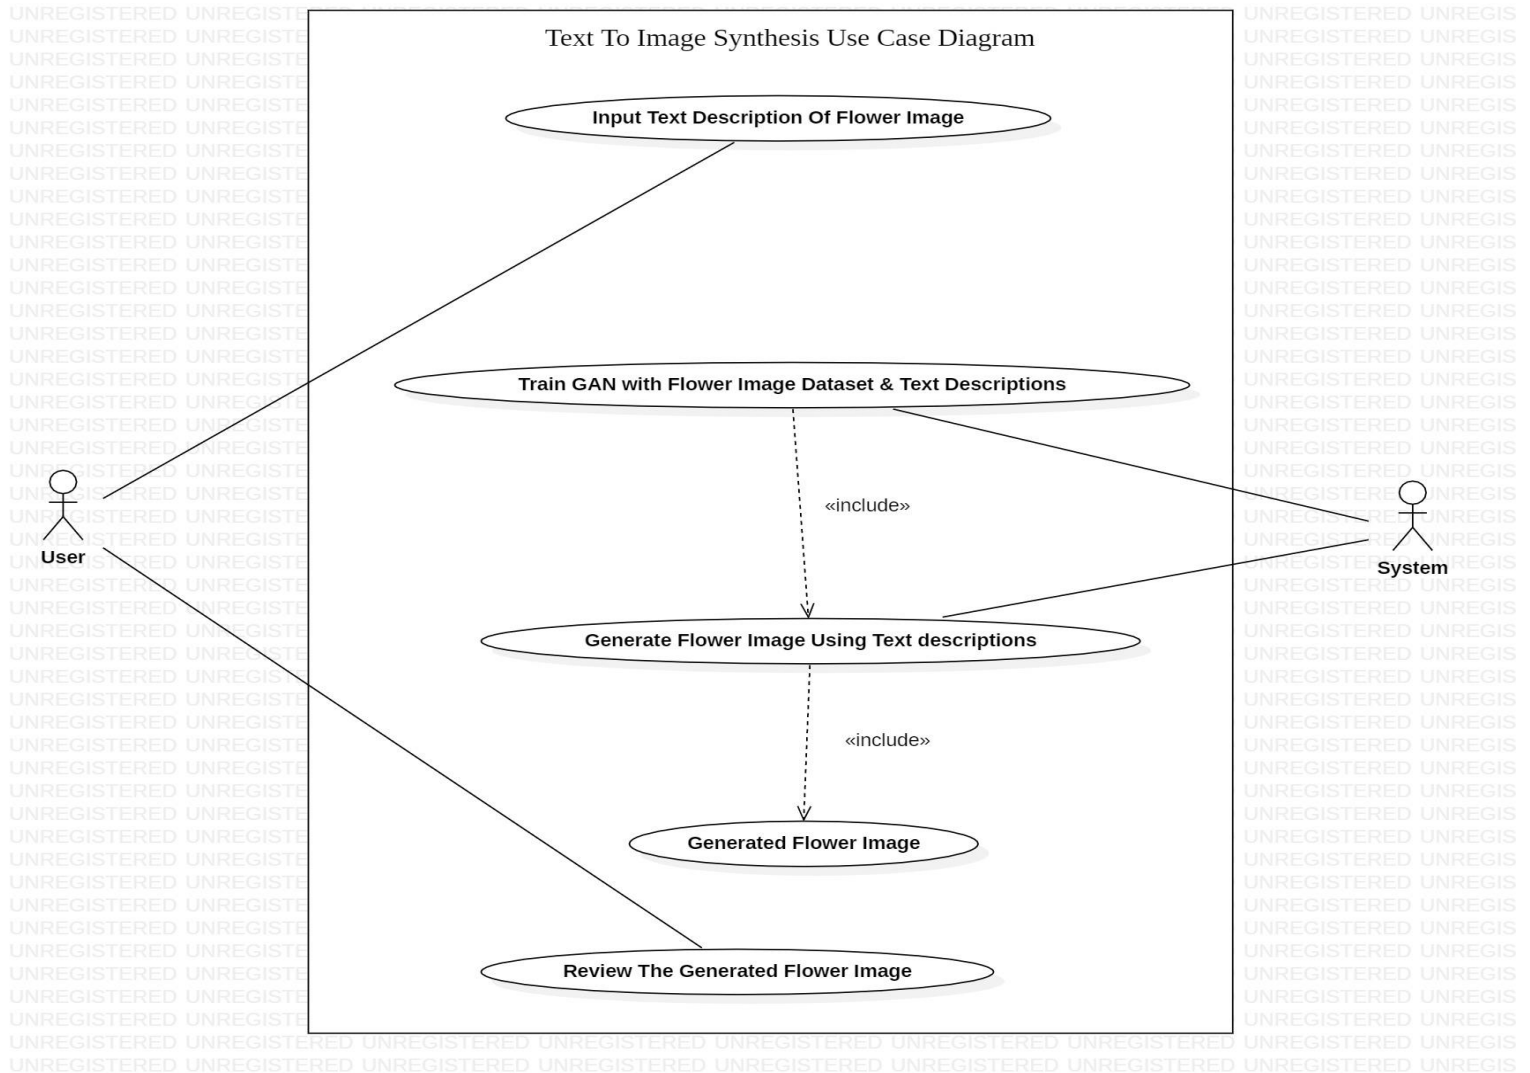 Text To Image Synthesis Use Case Diagram
Input Text Description Of Flower Image
Train GAN with Flower Image Dataset & Text Descriptions
«include»
User
System
Generate Flower Image Using Text descriptions
«include»
Generated Flower Image
Review The Generated Flower Image
UNREGISTERED